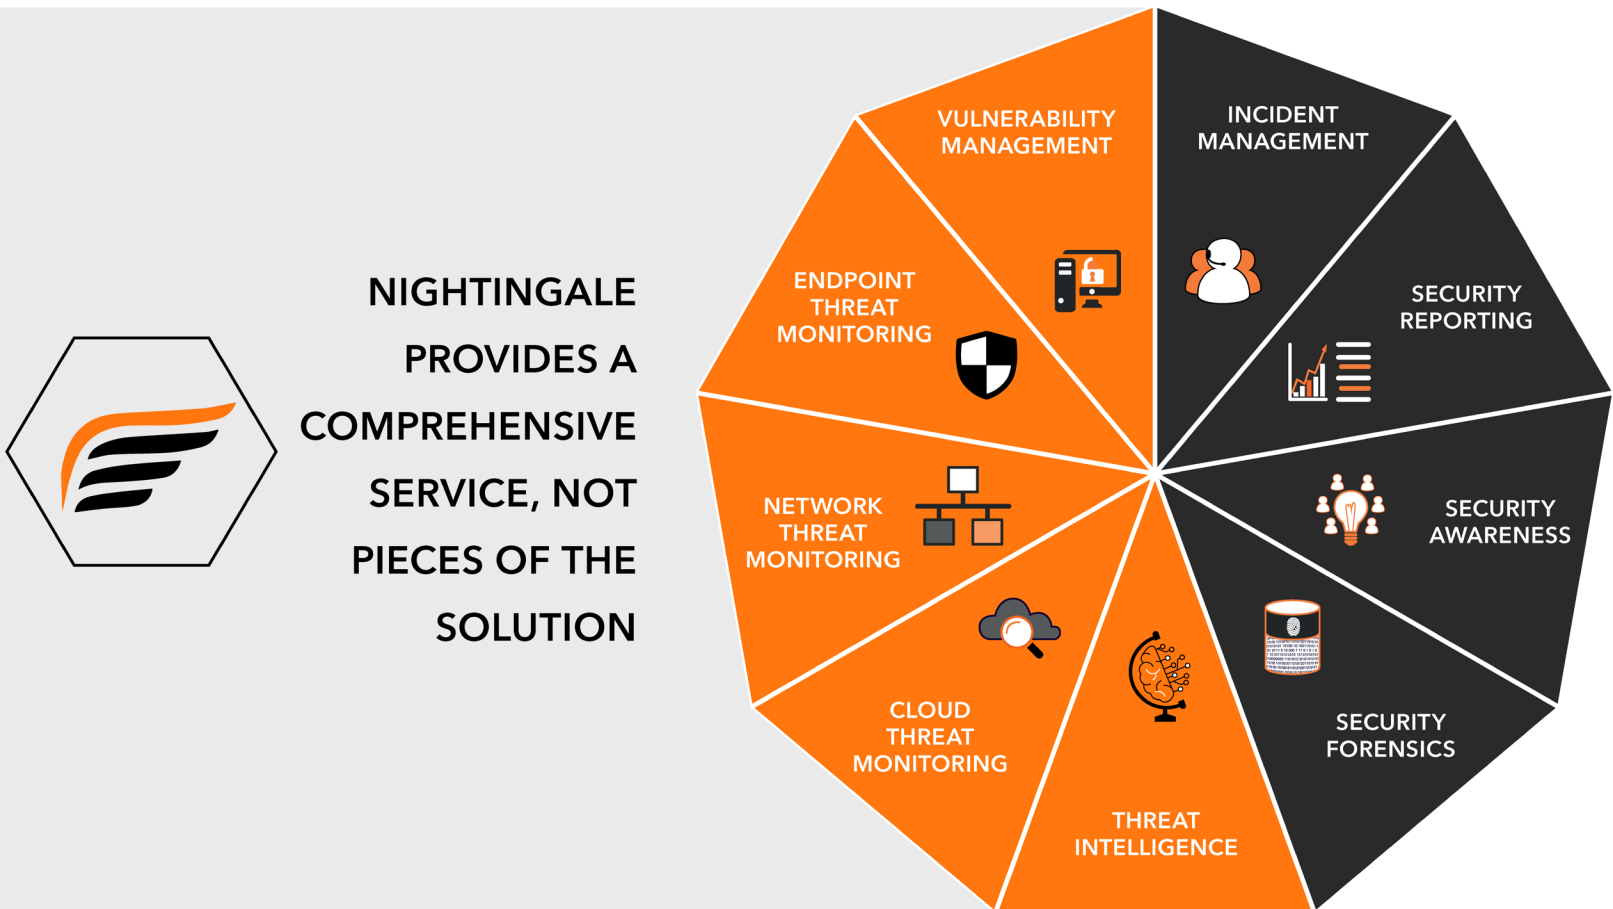 NIGHTINGALE
PROVIDES A
COMPREHENSIVE
SERVICE, NOT
PIECES OF THE
SOLUTION
VULNERABILITY
MANAGEMENT
INCIDENT
MANAGEMENT
ENDPOINT
THREAT
MONITORING
SECURITY
REPORTING
NETWORK
THREAT
MONITORING
SECURITY
AWARENESS
CLOUD
THREAT
MONITORING
SECURITY
FORENSICS
THREAT
INTELLIGENCE